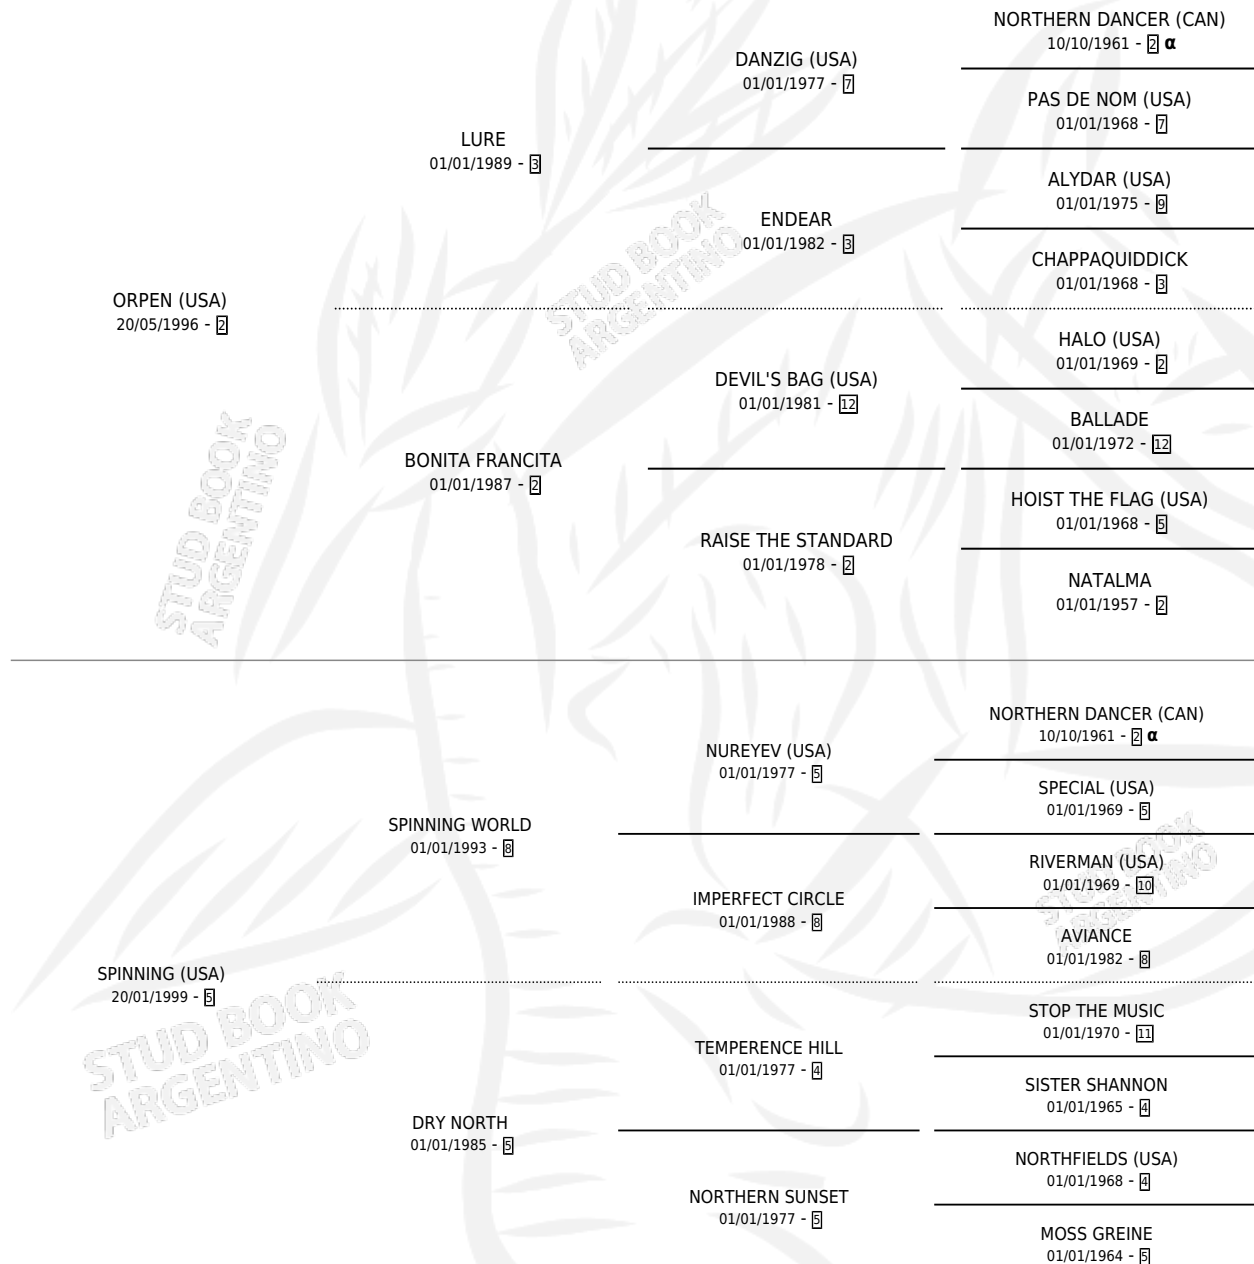 NORTHERN DANCER (CAN)
10/10/1961 - 2 α
DANZIG (USA)
01/01/1977 - 7
PAS DE NOM (USA)
01/01/1968 - 7
LURE
01/01/1989 - 3
ALYDAR (USA)
01/01/1975 - 9
ENDEAR
01/01/1982 - 3
CHAPPAQUIDDICK
01/01/1968 - 3
ORPEN (USA)
20/05/1996 - 2
STUD BOOK
ARGENTINO
HALO (USA)
01/01/1969 - 2
DEVIL'S BAG (USA)
01/01/1981 - 12
BALLADE
01/01/1972 - 12
BONITA FRANCITA
01/01/1987 - 2
HOIST THE FLAG (USA)
01/01/1968 - 5
RAISE THE STANDARD
01/01/1978 - 2
NATALMA
01/01/1957 - 2
STUD BOOK
ARGENTINO
NORTHERN DANCER (CAN)
10/10/1961 - 2 α
NUREYEV (USA)
01/01/1977 - 5
SPECIAL (USA)
01/01/1969 - 5
SPINNING WORLD
01/01/1993 - 8
RIVERMAN (USA)
01/01/1969 - 10
STUD BOOK
ARGENTINO
IMPERFECT CIRCLE
01/01/1988 - 8
AVIANCE
01/01/1982 - 8
SPINNING (USA)
20/01/1999 - 5
STUD BOOK
ARGENTINO
STOP THE MUSIC
01/01/1970 - 11
TEMPERENCE HILL
01/01/1977 - 4
SISTER SHANNON
01/01/1965 - 4
DRY NORTH
01/01/1985 - 5
NORTHFIELDS (USA)
01/01/1968 - 4
NORTHERN SUNSET
01/01/1977 - 5
MOSS GREINE
01/01/1964 - 5